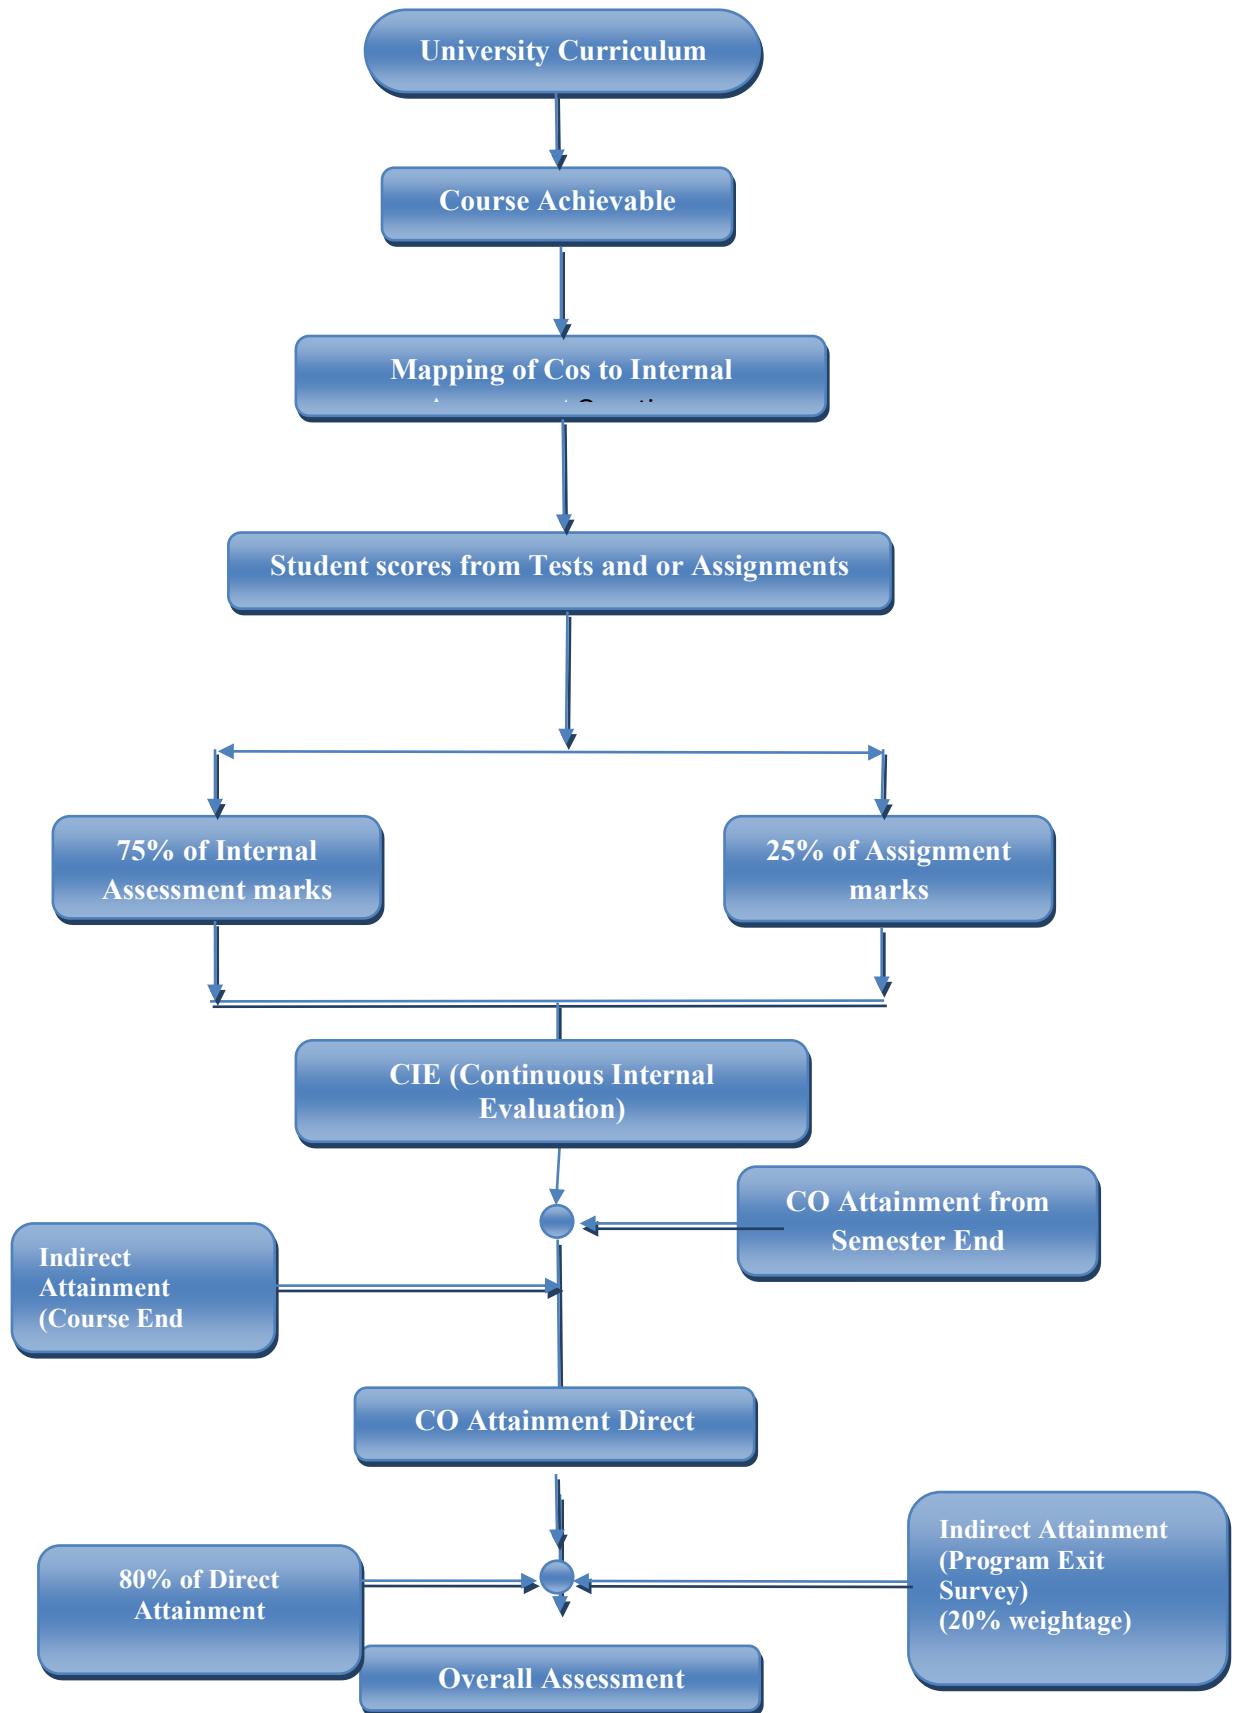 University Curriculum
Course Achievable
Mapping of Cos to Internal
Student scores from Tests and or Assignments
75% of Internal
Assessment marks
25% of Assignment
marks
CIE (Continuous Internal
Evaluation)
CO Attainment from
Semester End
Indirect
Attainment
(Course End
CO Attainment Direct
Indirect Attainment
(Program Exit
Survey)
(20% weightage)
80% of Direct
Attainment
Overall Assessment